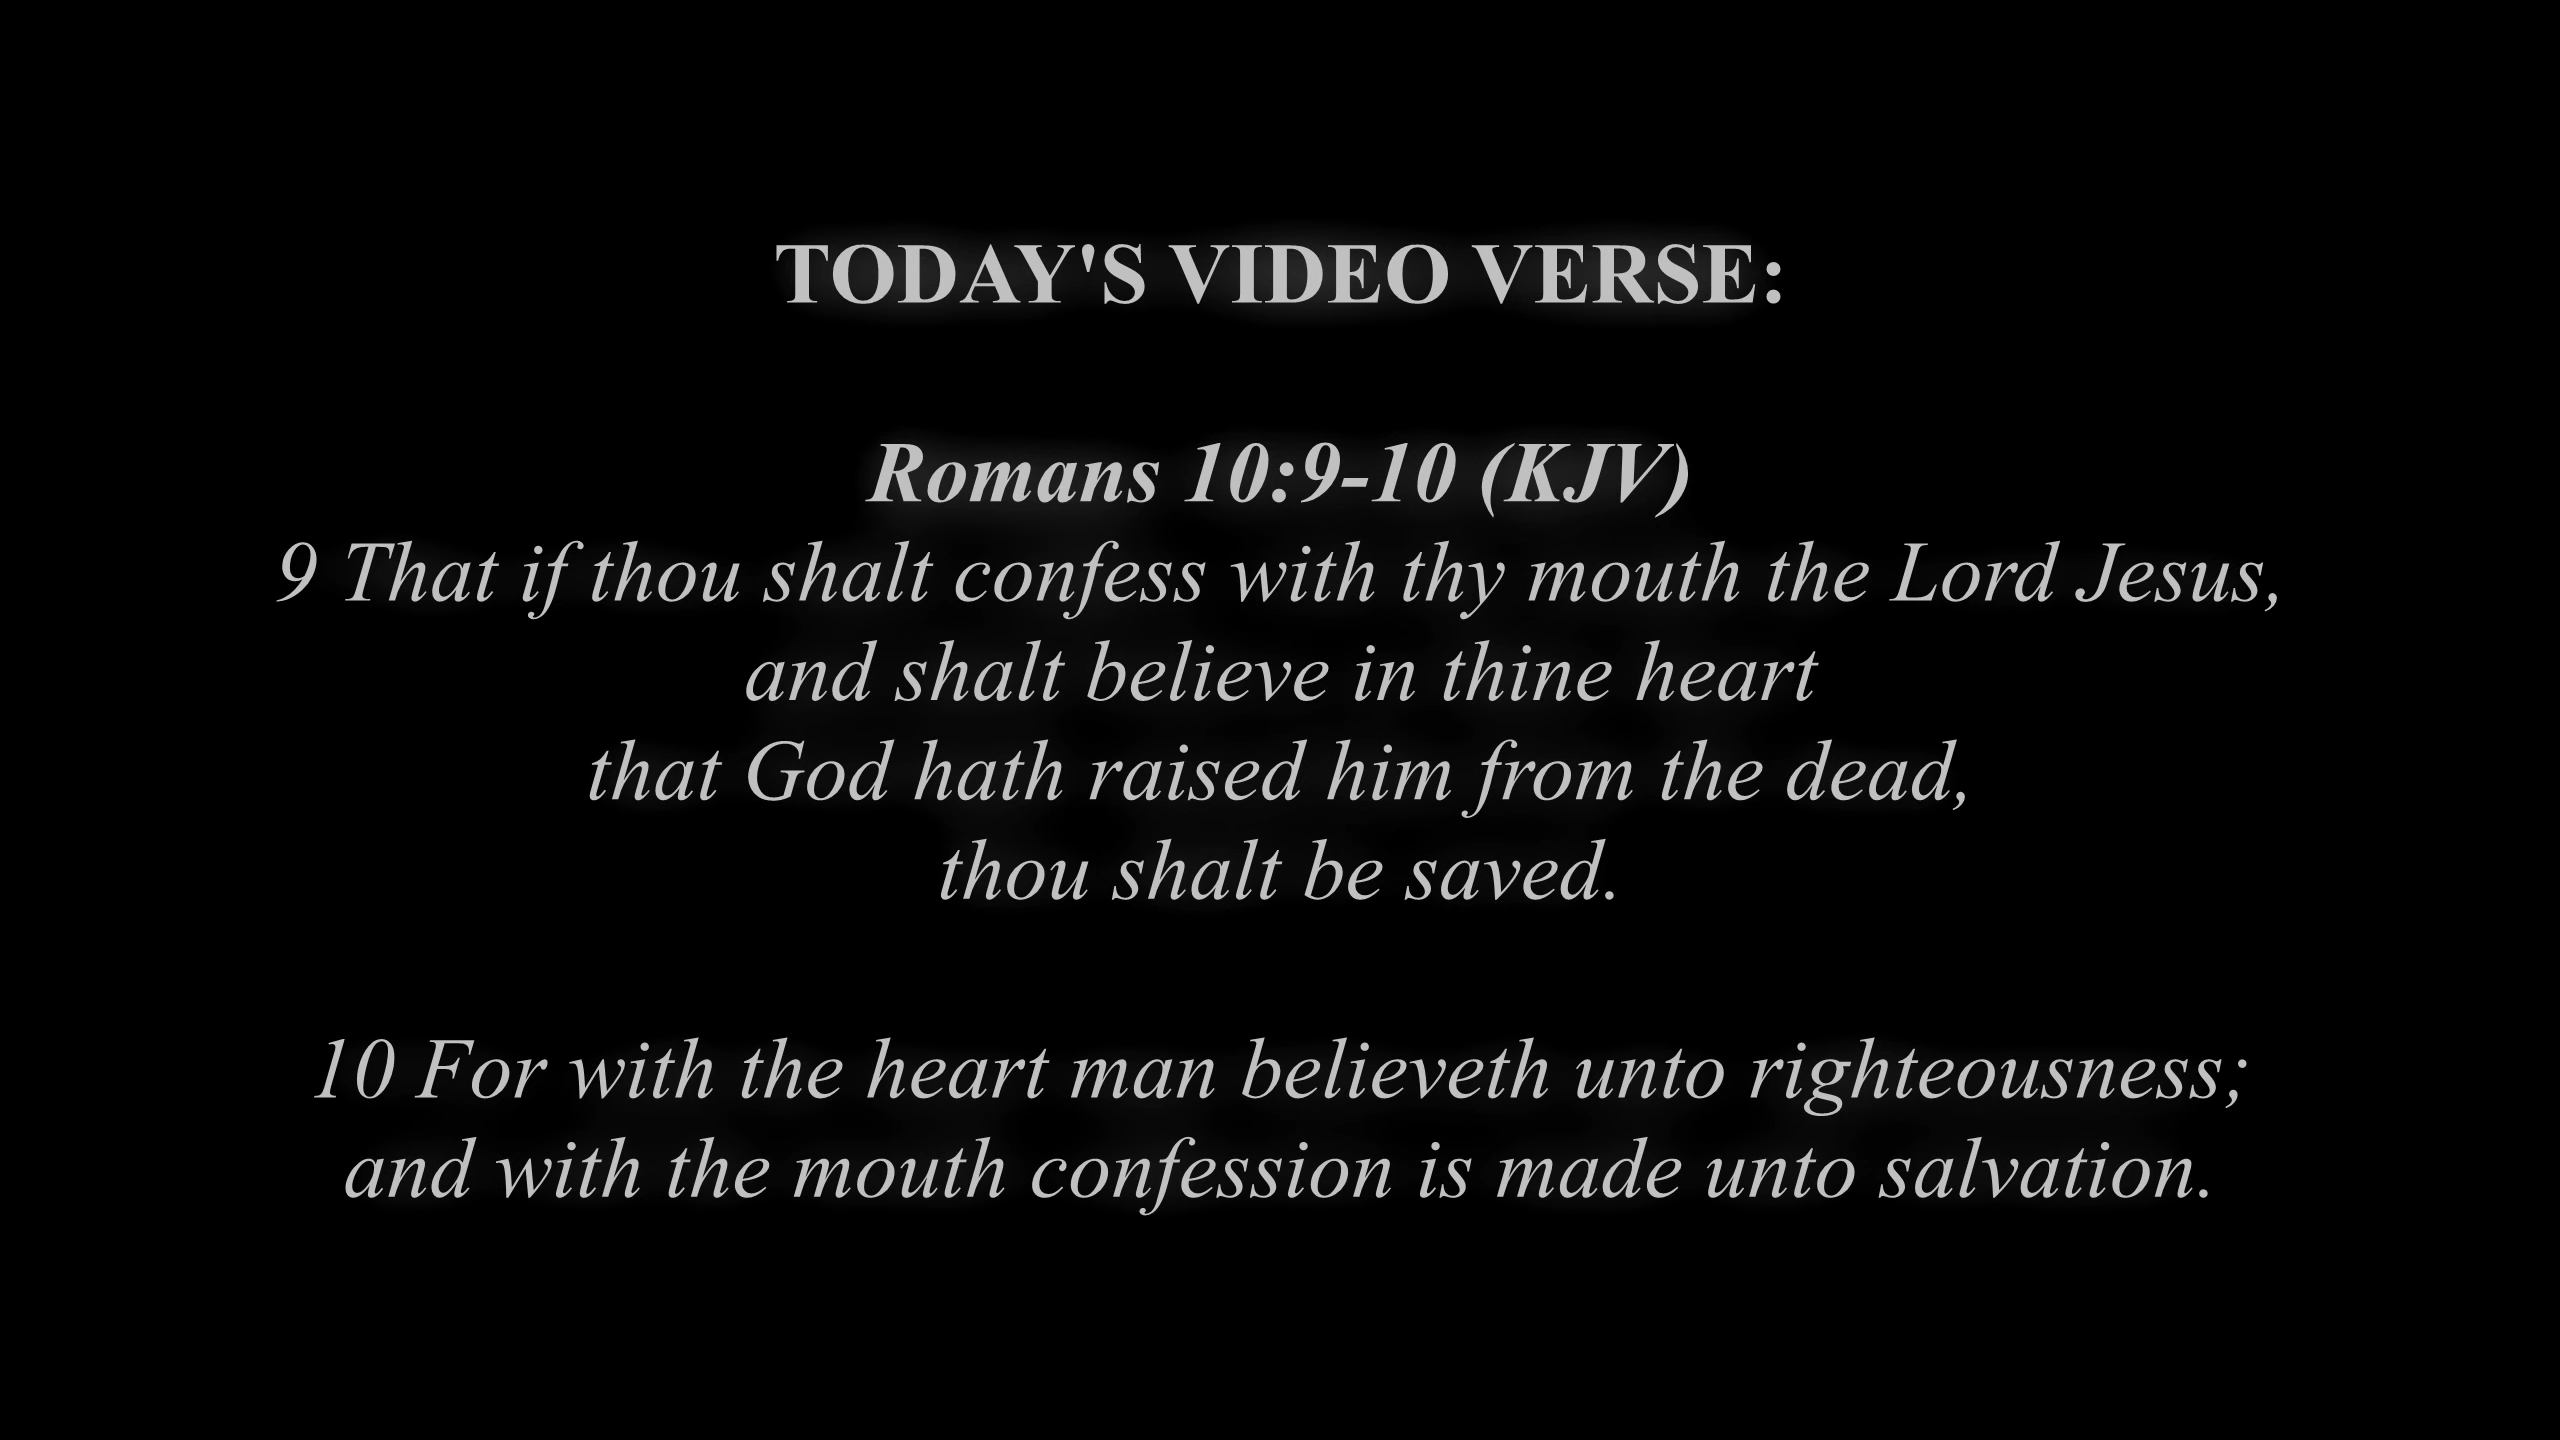 TODAY'S VIDEO VERSE:
Romans 10:9-10 (KJV)
9 That if thou shalt confess with thy mouth the Lord Jesus,
and shalt believe in thine heart
that God hath raised him from the dead,
thou shalt be saved.
10 For with the heart man believeth unto righteousness;
and with the mouth confession is made unto salvation.